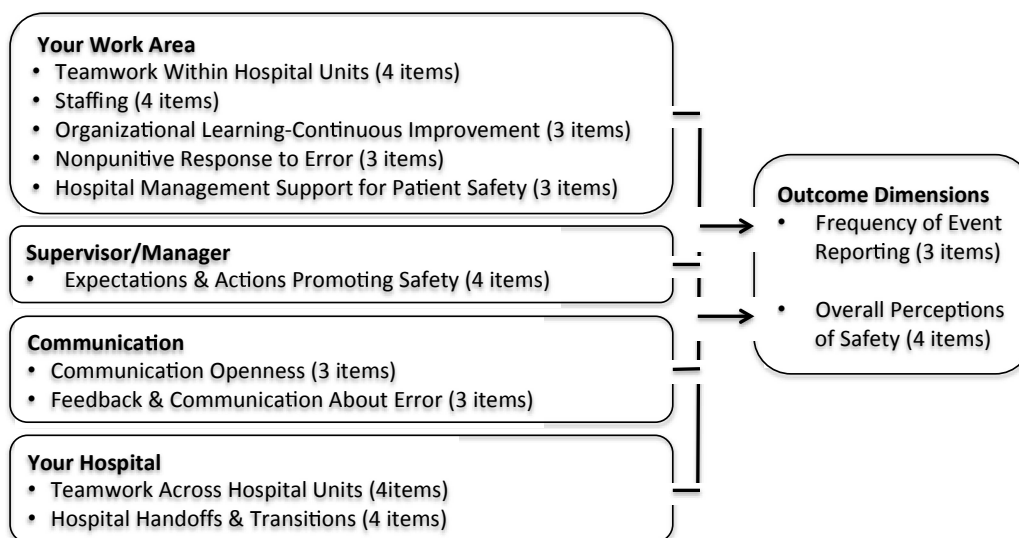 Your Work Area
• Teamwork Within Hospital Units (4 items)
• Staffing (4 items)
• Organizational Learning-Continuous Improvement (3 items)
• Nonpunitive Response to Error (3 items)
• Hospital Management Support for Patient Safety (3 items)
Supervisor/Manager
• Expectations & Actions Promoting Safety (4 items)
Communication
• Communication Openness (3 items)
• Feedback & Communication About Error (3 items)
Your Hospital
• Teamwork Across Hospital Units (4items)
• Hospital Handoffs & Transitions (4 items)
Outcome Dimensions
• Frequency of Event
Reporting (3 items)
• Overall Perceptions
of Safety (4 items)